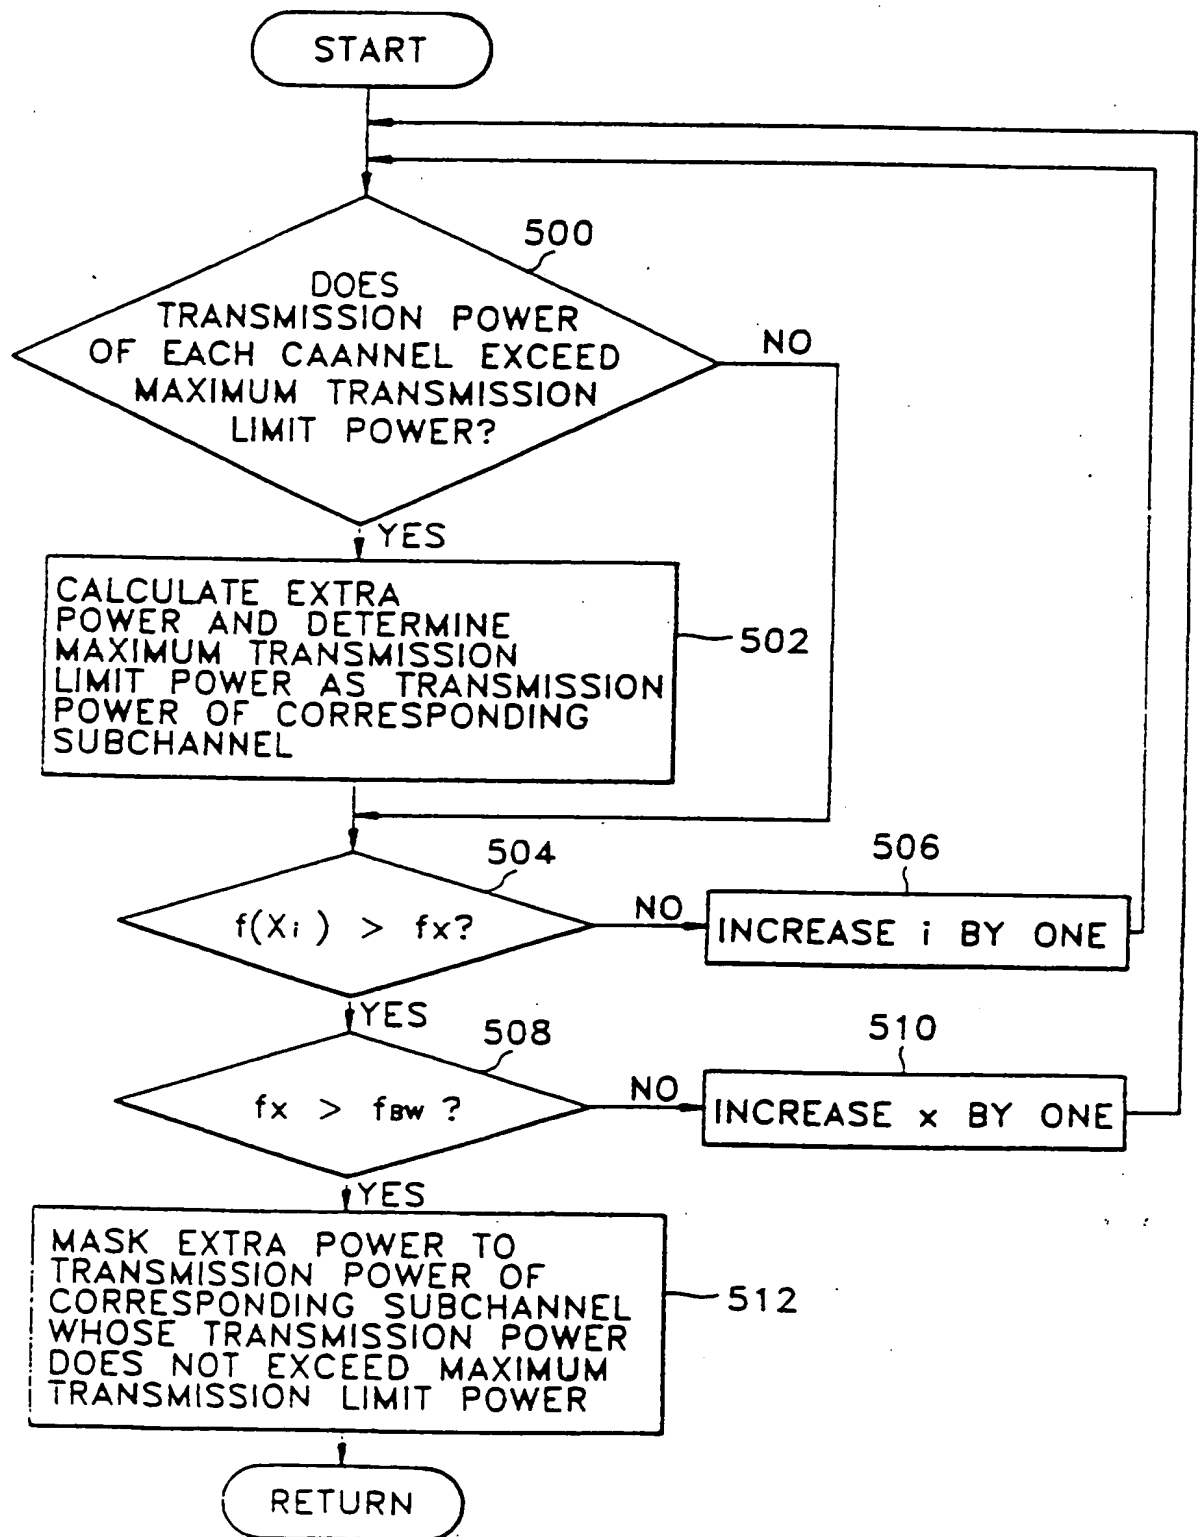 START
500
DOES
TRANSMISSION POWER
OF EACH CAANNEL EXCEED
MAXIMUM TRANSMISSION
LIMIT POWER?
NO
YES
CALCULATE EXTRA
POWER AND DETERMINE
MAXIMUM TRANSMISSION
LIMIT POWER AS TRANSMISSION
POWER OF CORRESPONDING
SUBCHANNEL
502
504
f(Xi) > fx?
NO
506
INCREASE i BY ONE
YES
508
fx > fBW ?
NO
510
INCREASE x BY ONE
YES
MASK EXTRA POWER TO
TRANSMISSION POWER OF
CORRESPONDING SUBCHANNEL
WHOSE TRANSMISSION POWER
DOES NOT EXCEED MAXIMUM
TRANSMISSION LIMIT POWER
512
RETURN